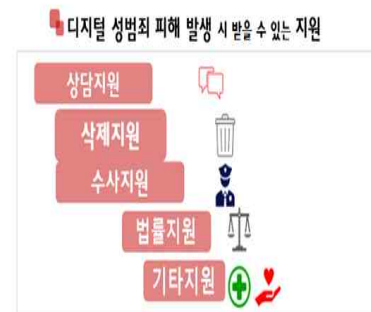 디지털 성범죄 피해 발생 시 받을 수 있는 지원
상담지원
삭제지원
수사지원
법률지원
기타지원